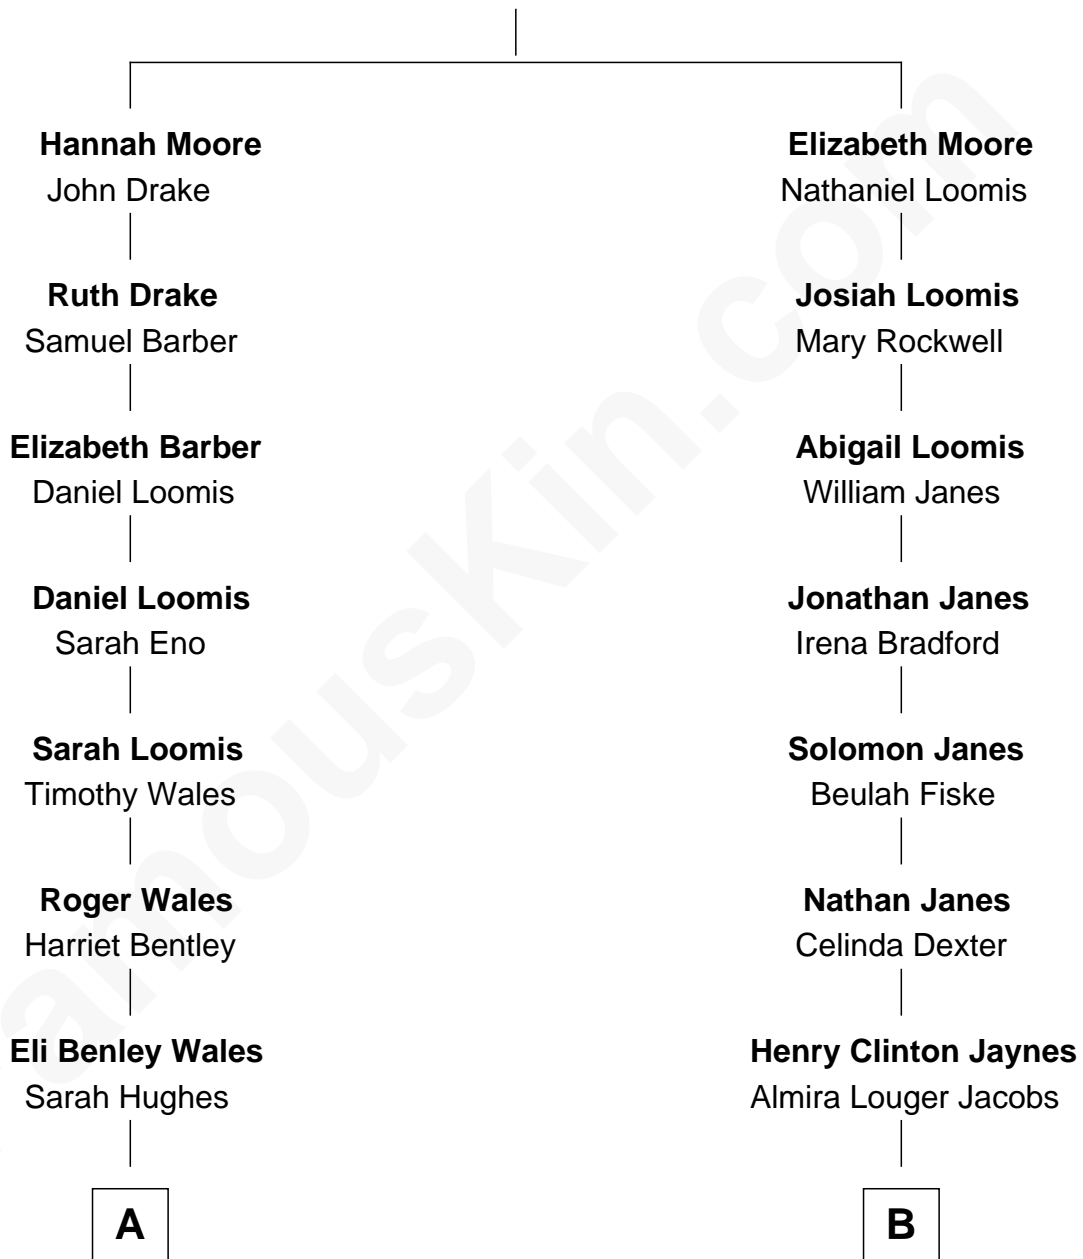 Hannah Moore
John Drake
Ruth Drake
Samuel Barber
Elizabeth Barber
Daniel Loomis
Daniel Loomis
Sarah Eno
Sarah Loomis
Timothy Wales
Roger Wales
Harriet Bentley
Eli Benley Wales
Sarah Hughes
A
Elizabeth Moore
Nathaniel Loomis
Josiah Loomis
Mary Rockwell
Abigail Loomis
William Janes
Jonathan Janes
Irena Bradford
Solomon Janes
Beulah Fiske
Nathan Janes
Celinda Dexter
Henry Clinton Jaynes
Almira Louger Jacobs
B
amousKin.com